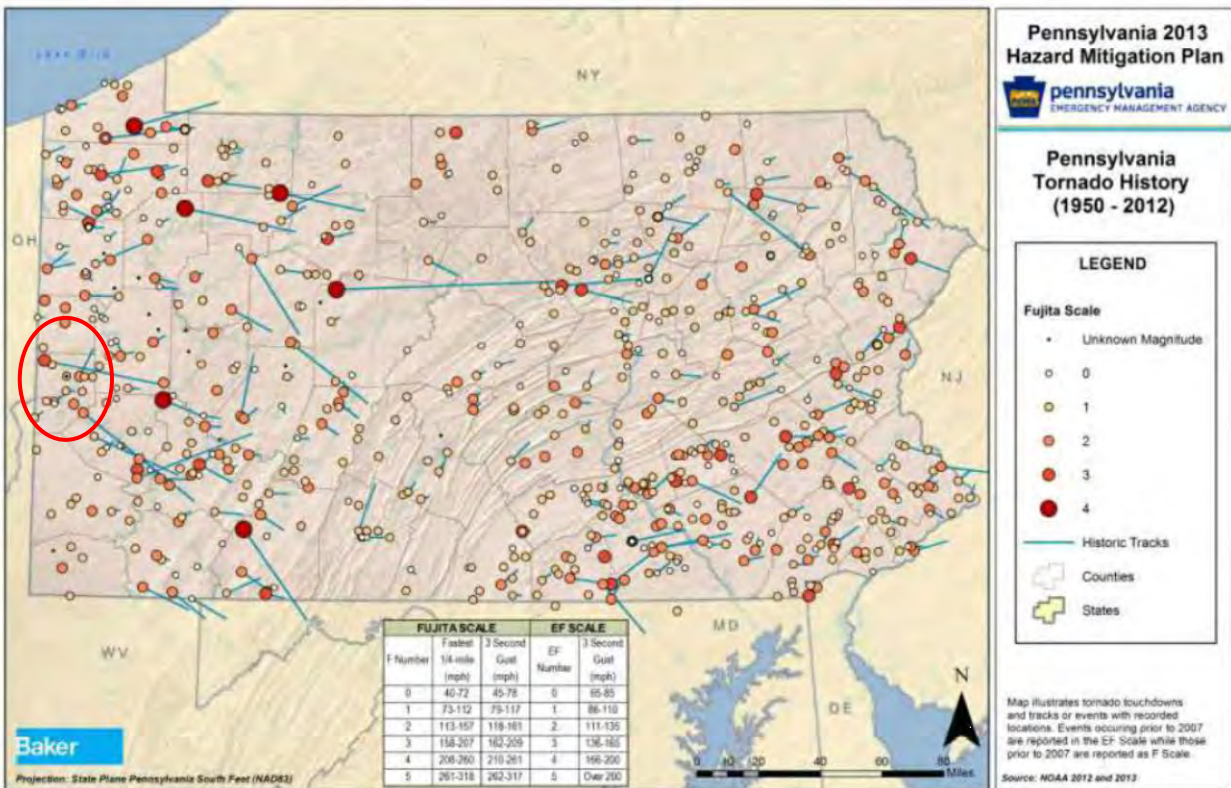 Lake Erie
NY
OH
NJ
WV
MD
DE
N
FUJITA SCALE EF SCALE
F Number Fastest 1/4-mile (mph) 3 Second Gust (mph) EF Number 3 Second Gust (mph)
0 40-72 45-78 0 65-85
1 73-112 79-117 1 86-110
2 113-157 118-161 2 111-135
3 158-207 162-209 3 136-165
4 208-260 210-261 4 166-200
5 261-318 262-317 5 Over 200
Baker
Projection: State Plane Pennsylvania South Feet (NAD83)
0 10 20 40 60 80
Miles
Pennsylvania 2013
Hazard Mitigation Plan
pennsylvania
EMERGENCY MANAGEMENT AGENCY
Pennsylvania
Tornado History
(1950 - 2012)
LEGEND
Fujita Scale
Unknown Magnitude
0
1
2
3
4
Historic Tracks
Counties
States
Map illustrates tornado touchdowns
and tracks or events with recorded
locations. Events occuring prior to 2007
are reported in the EF Scale while those
prior to 2007 are reported as F Scale.
Source: NOAA 2012 and 2013